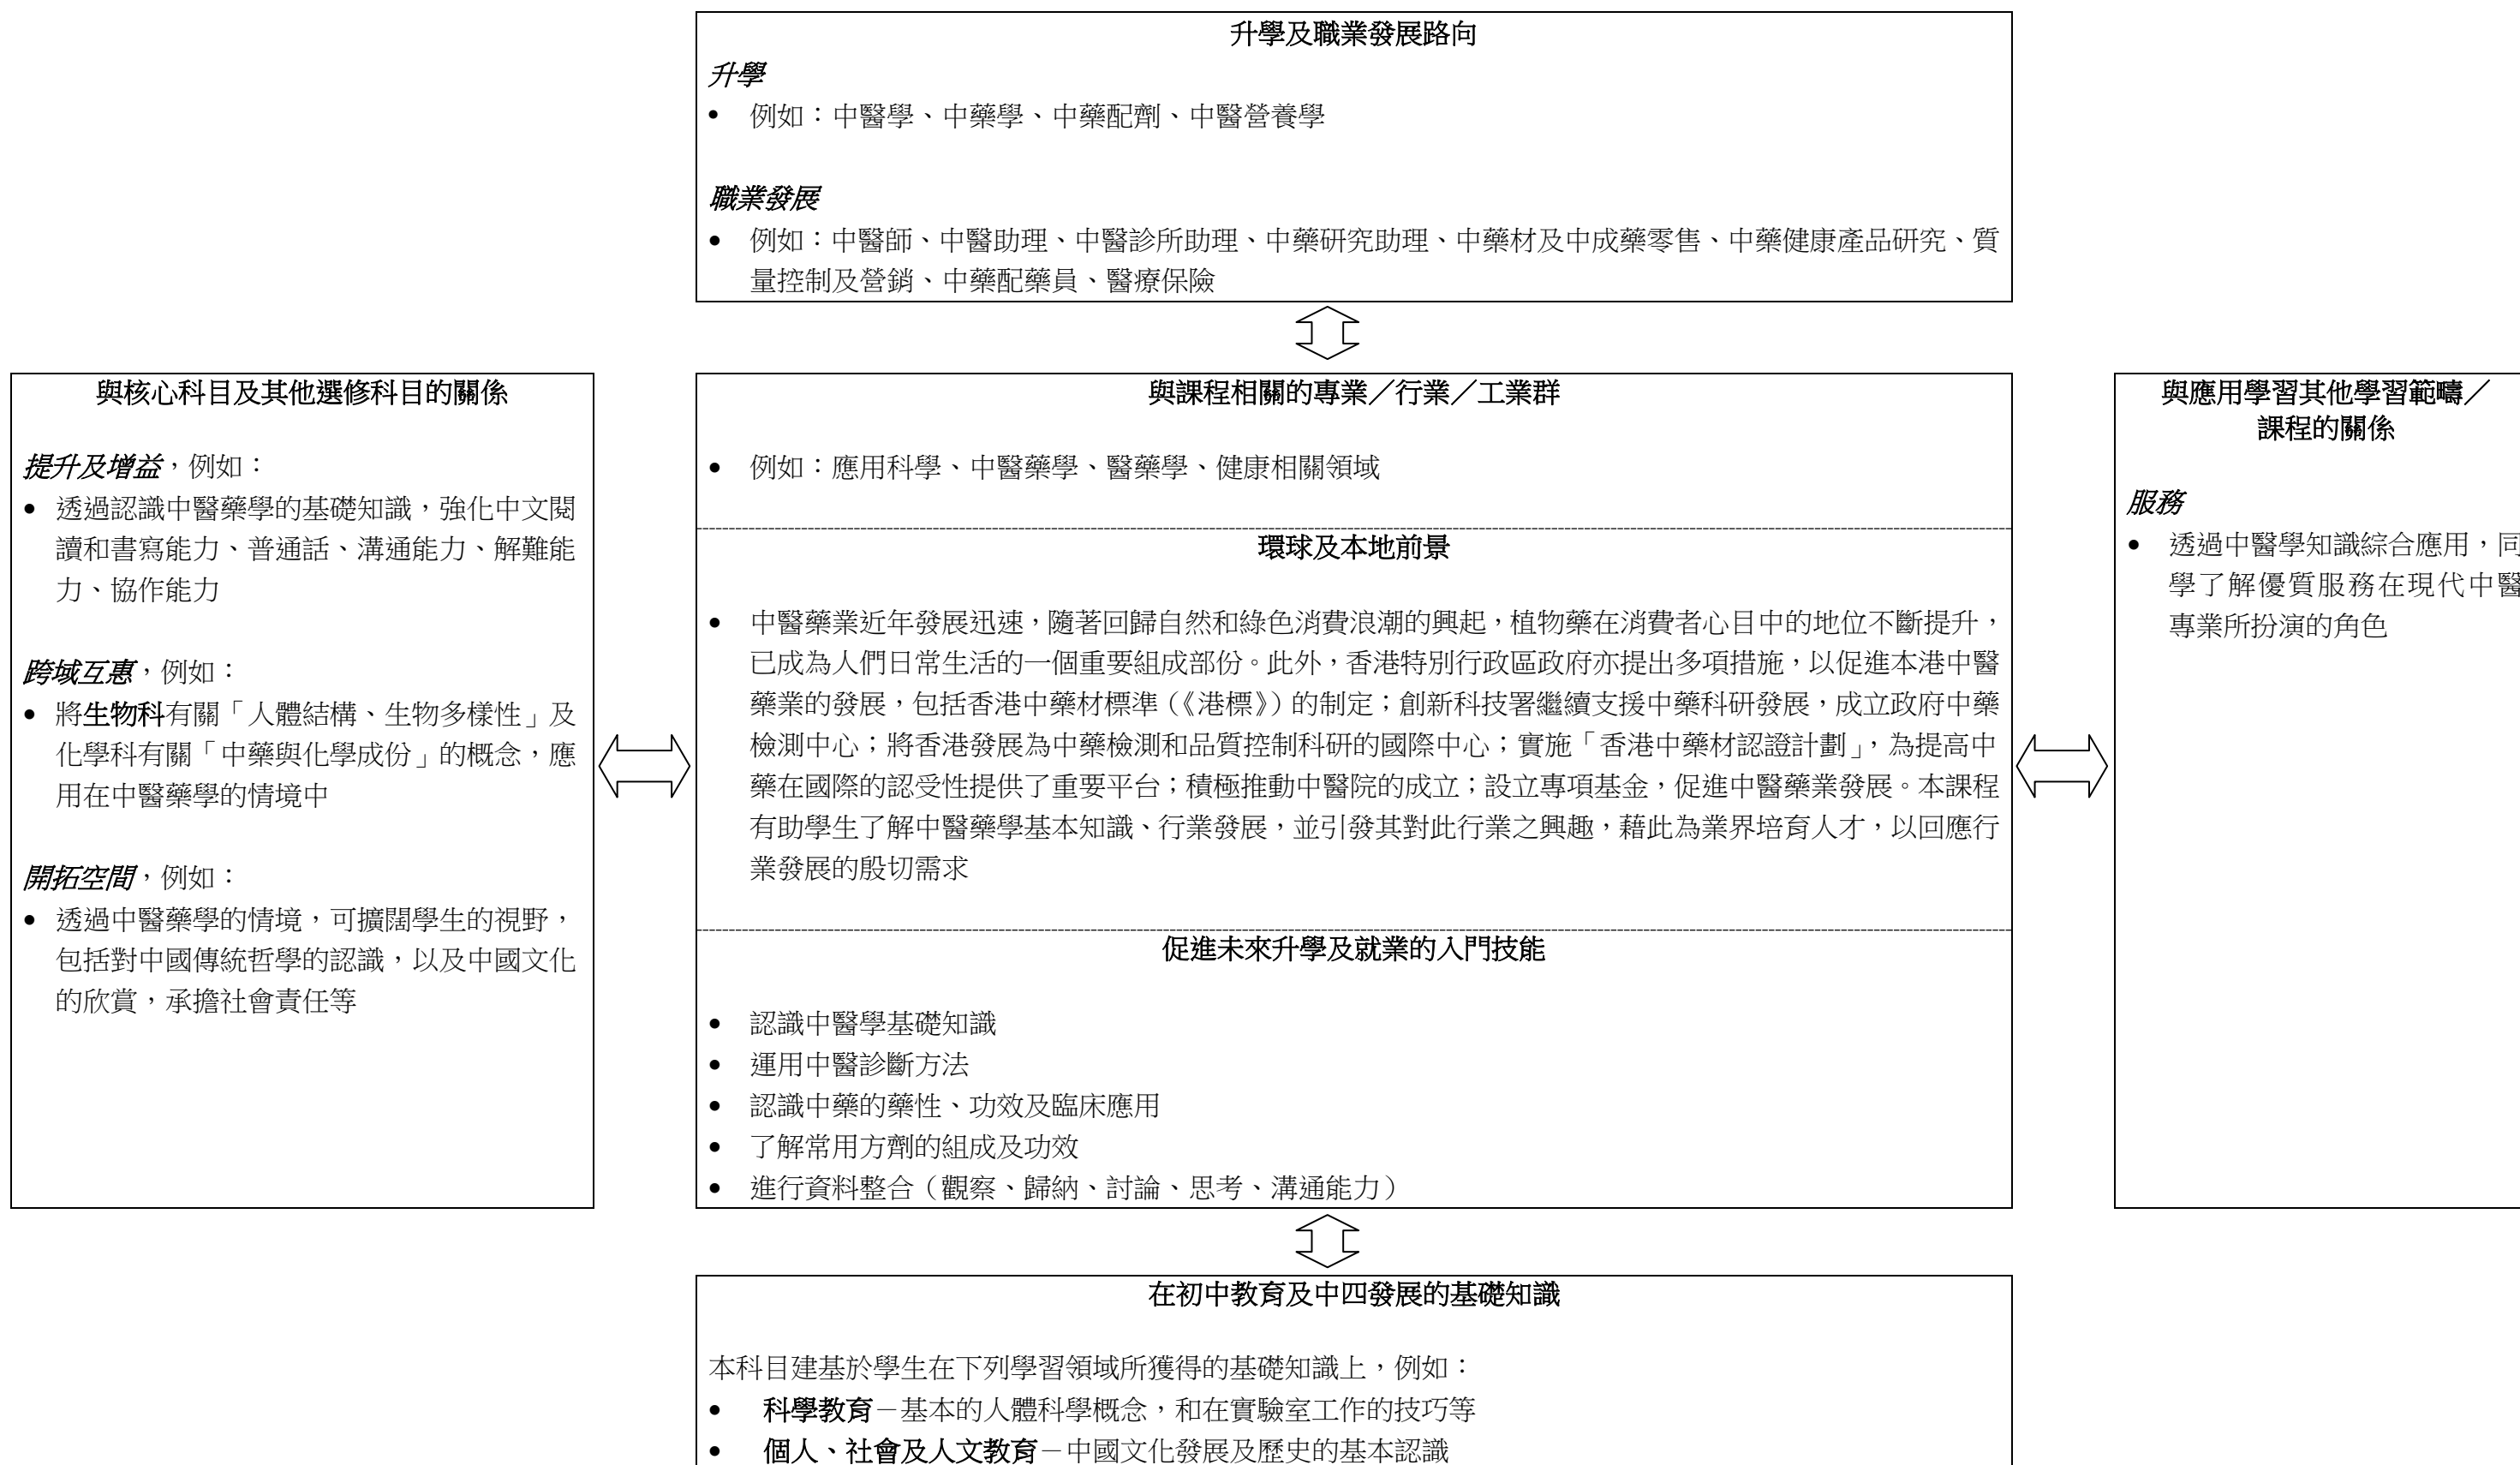 升學及職業發展路向
升學
• 例如：中醫學、中藥學、中藥配劑、中醫營養學
職業發展
• 例如：中醫師、中醫助理、中醫診所助理、中藥研究助理、中藥材及中成藥零售、中藥健康產品研究、質
量控制及營銷、中藥配藥員、醫療保險
與核心科目及其他選修科目的關係
提升及增益，例如：
• 透過認識中醫藥學的基礎知識，強化中文閱
讀和書寫能力、普通話、溝通能力、解難能
力、協作能力
跨域互惠，例如：
• 將生物科有關「人體結構、生物多樣性」及
化學科有關「中藥與化學成份」的概念，應
用在中醫藥學的情境中
開拓空間，例如：
• 透過中醫藥學的情境，可擴闊學生的視野，
包括對中國傳統哲學的認識，以及中國文化
的欣賞，承擔社會責任等
與課程相關的專業／行業／工業群
• 例如：應用科學、中醫藥學、醫藥學、健康相關領域
環球及本地前景
• 中醫藥業近年發展迅速，隨著回歸自然和綠色消費浪潮的興起，植物藥在消費者心目中的地位不斷提升，
已成為人們日常生活的一個重要組成部份。此外，香港特別行政區政府亦提出多項措施，以促進本港中醫
藥業的發展，包括香港中藥材標準（《港標》）的制定；創新科技署繼續支援中藥科研發展，成立政府中藥
檢測中心；將香港發展為中藥檢測和品質控制科研的國際中心；實施「香港中藥材認證計劃」，為提高中
藥在國際的認受性提供了重要平台；積極推動中醫院的成立；設立專項基金，促進中醫藥業發展。本課程
有助學生了解中醫藥學基本知識、行業發展，並引發其對此行業之興趣，藉此為業界培育人才，以回應行
業發展的殷切需求
促進未來升學及就業的入門技能
• 認識中醫學基礎知識
• 運用中醫診斷方法
• 認識中藥的藥性、功效及臨床應用
• 了解常用方劑的組成及功效
• 進行資料整合（觀察、歸納、討論、思考、溝通能力）
與應用學習其他學習範疇／
課程的關係
服務
• 透過中醫學知識綜合應用，同
學了解優質服務在現代中醫
專業所扮演的角色
在初中教育及中四發展的基礎知識
本科目建基於學生在下列學習領域所獲得的基礎知識上，例如：
• 科學教育－基本的人體科學概念，和在實驗室工作的技巧等
• 個人、社會及人文教育－中國文化發展及歷史的基本認識